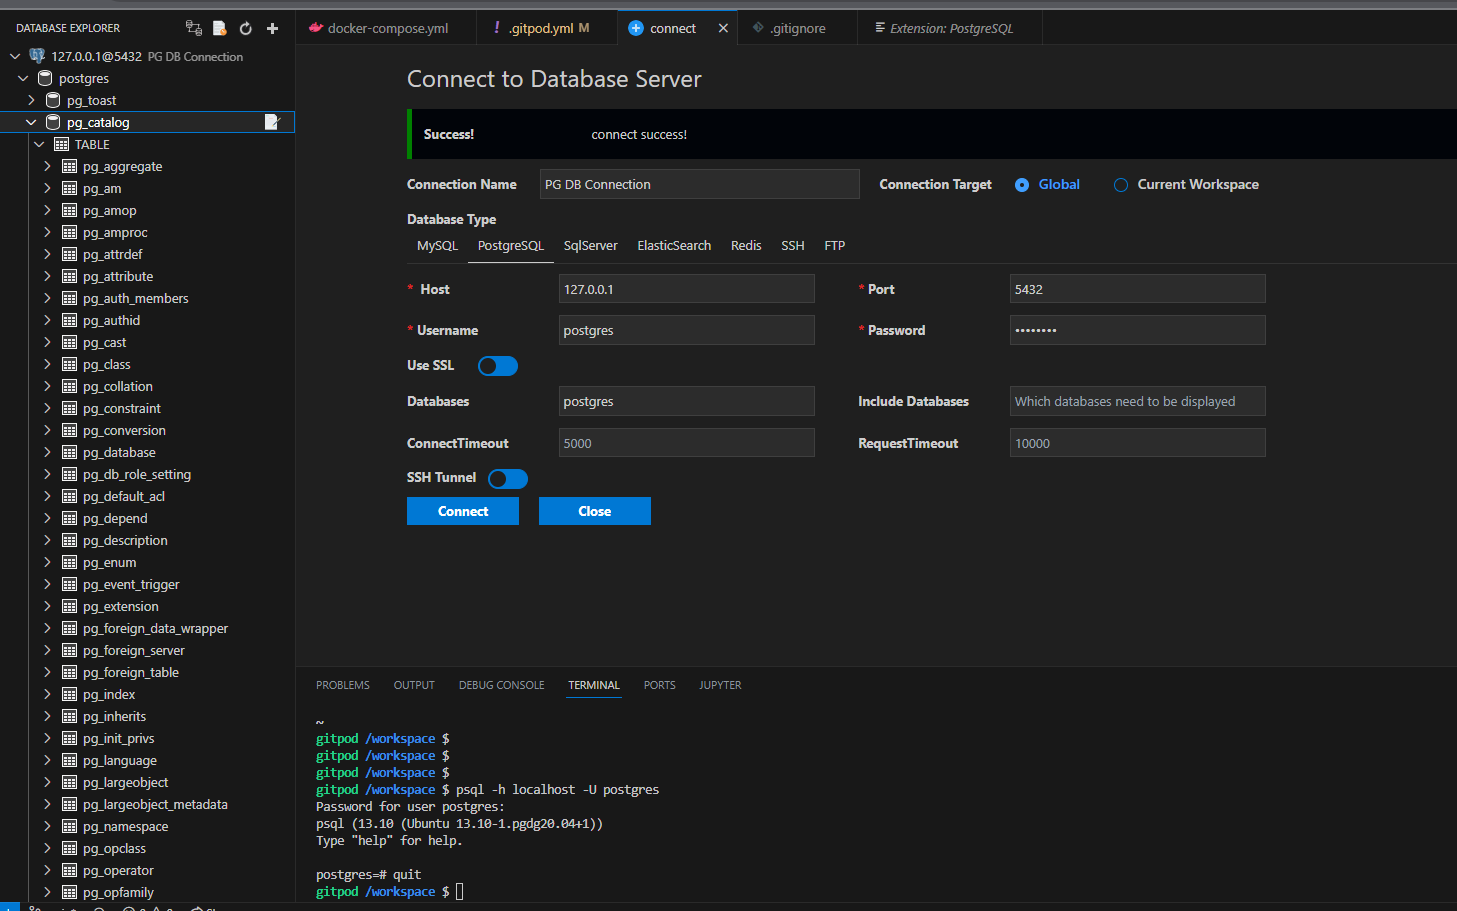 DATABASE EXPLORER
127.0.0.1@5432 PG DB Connection
postgres
pg_toast
pg_catalog
TABLE
pg_aggregate
pg_am
pg_amop
pg_amproc
pg_attrdef
pg_attribute
pg_auth_members
pg_authid
pg_cast
pg_class
pg_collation
pg_constraint
pg_conversion
pg_database
pg_db_role_setting
pg_default_acl
pg_depend
pg_description
pg_enum
pg_event_trigger
pg_extension
pg_foreign_data_wrapper
pg_foreign_server
pg_foreign_table
pg_index
pg_inherits
pg_init_privs
pg_language
pg_largeobject
pg_largeobject_metadata
pg_namespace
pg_opclass
pg_operator
pg_opfamily
docker-compose.yml ! .gitpod.yml M connect .gitignore Extension: PostgreSQL
Connect to Database Server
Success! connect success!
Connection Name PG DB Connection Connection Target Global Current Workspace
Database Type
MySQL PostgreSQL SqlServer ElasticSearch Redis SSH FTP
* Host 127.0.0.1 * Port 5432
* Username postgres * Password ••••••••
Use SSL
Databases postgres Include Databases Which databases need to be displayed
ConnectTimeout 5000 RequestTimeout 10000
SSH Tunnel
Connect Close
PROBLEMS OUTPUT DEBUG CONSOLE TERMINAL PORTS JUPYTER
~
gitpod /workspace $
gitpod /workspace $
gitpod /workspace $
gitpod /workspace $ psql -h localhost -U postgres
Password for user postgres:
psql (13.10 (Ubuntu 13.10-1.pgdg20.04+1))
Type "help" for help.
postgres=# quit
gitpod /workspace $